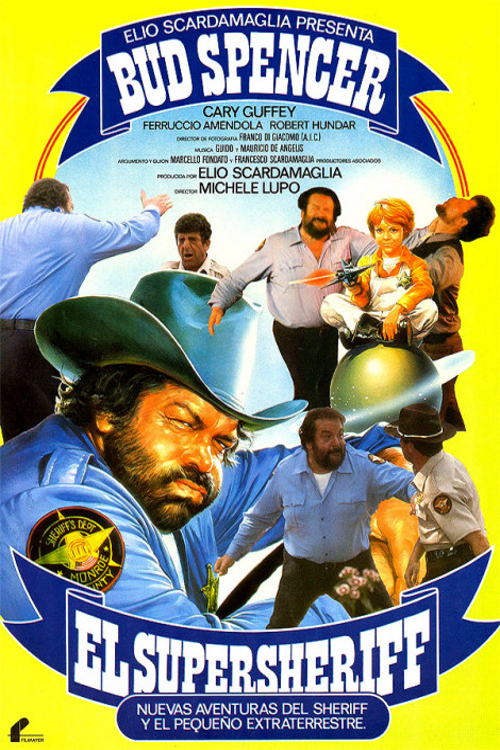 ELIO SCARDAMAGLIA PRESENTA
BUD SPENCER
CARY GUFFEY
FERRUCCIO AMENDOLA ROBERT HUNDAR
DIRECTOR DE FOTOGRAFIA FRANCO DI GIACOMO (A.I.C.)
MUSICA GUIDO Y MAURICIO DE ANGELIS
ARGUMENTO Y GUION MARCELLO FONDATO Y FRANCESCO SCARDAMAGLIA PRODUCTORES ASOCIADOS
PRODUCIDA POR ELIO SCARDAMAGLIA
DIRECTOR MICHELE LUPO
SHERIFF'S DEPT
MONROE
COUNTY
EL SUPERSHERIFF
NUEVAS AVENTURAS DEL SHERIFF
Y EL PEQUEÑO EXTRATERRESTRE.
FILMAYER